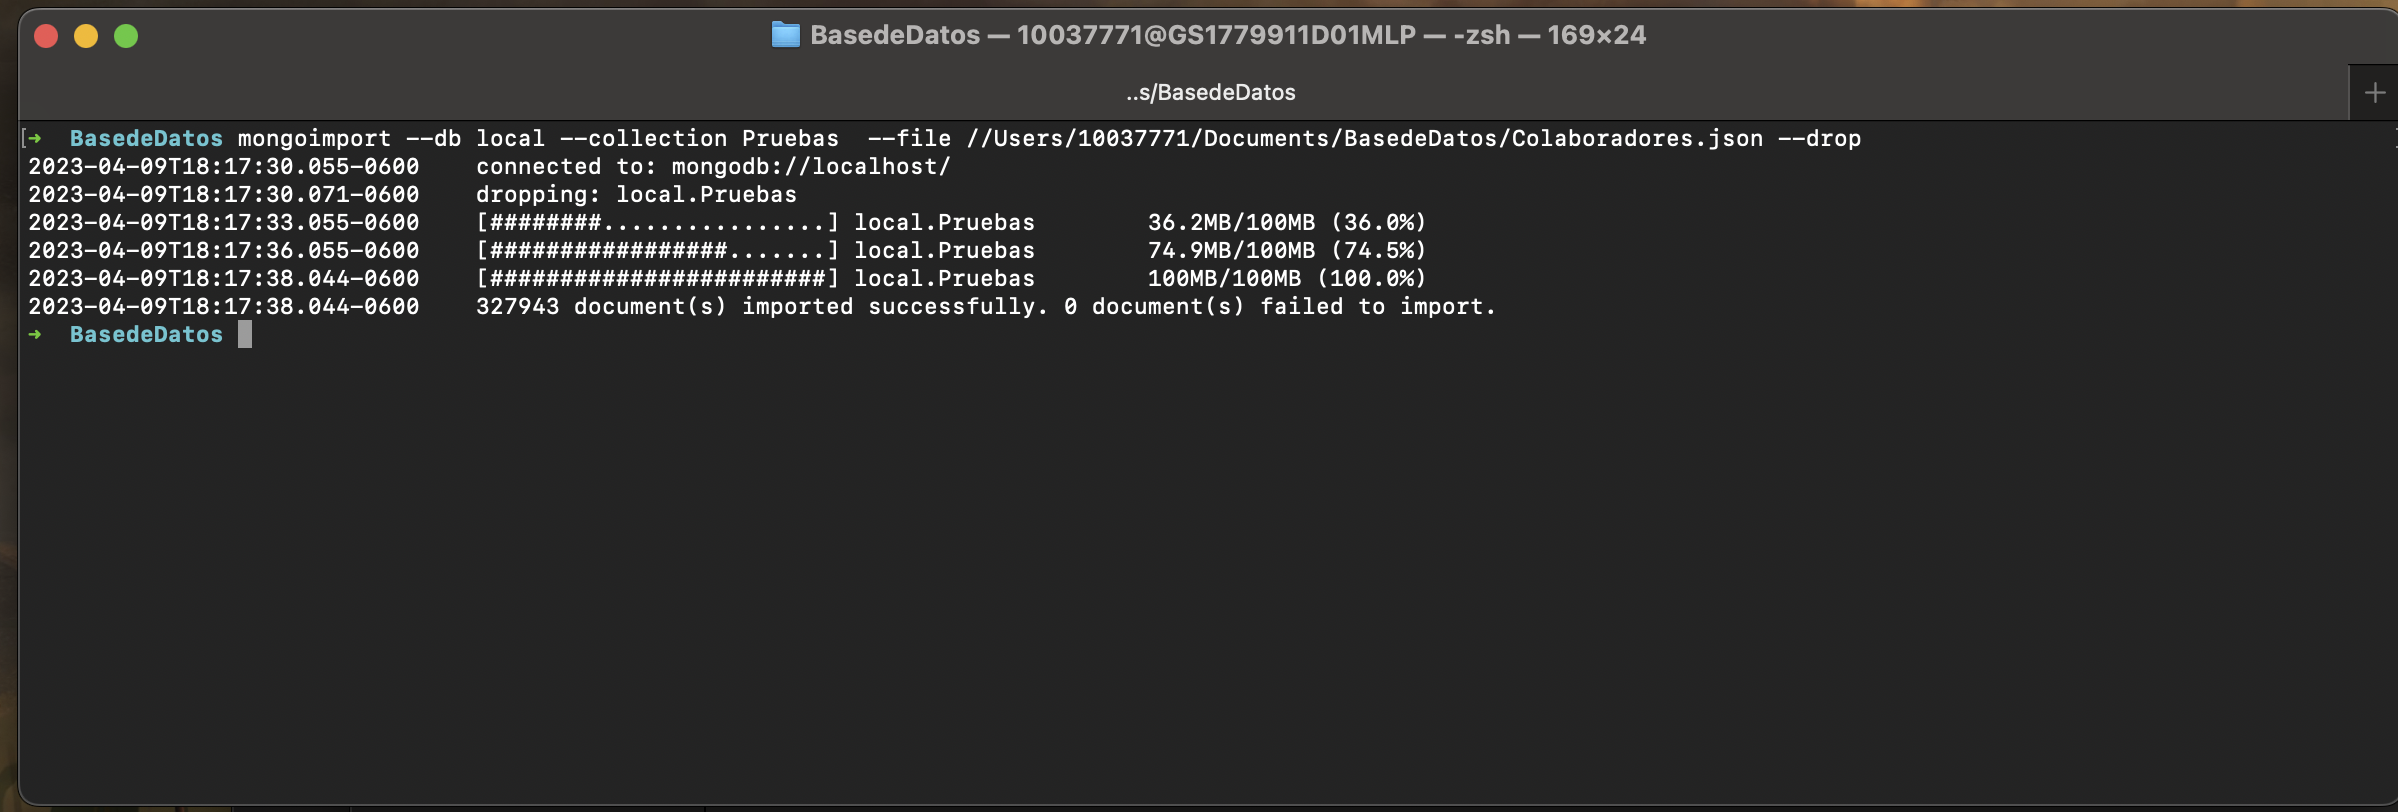 BasedeDatos — 10037771@GS1779911D01MLP — -zsh — 169×24
..s/BasedeDatos
[➜  BasedeDatos mongoimport --db local --collection Pruebas  --file //Users/10037771/Documents/BasedeDatos/Colaboradores.json --drop
2023-04-09T18:17:30.055-0600    connected to: mongodb://localhost/
2023-04-09T18:17:30.071-0600    dropping: local.Pruebas
2023-04-09T18:17:33.055-0600    [########................] local.Pruebas        36.2MB/100MB (36.0%)
2023-04-09T18:17:36.055-0600    [#################.......] local.Pruebas        74.9MB/100MB (74.5%)
2023-04-09T18:17:38.044-0600    [########################] local.Pruebas        100MB/100MB (100.0%)
2023-04-09T18:17:38.044-0600    327943 document(s) imported successfully. 0 document(s) failed to import.
➜  BasedeDatos